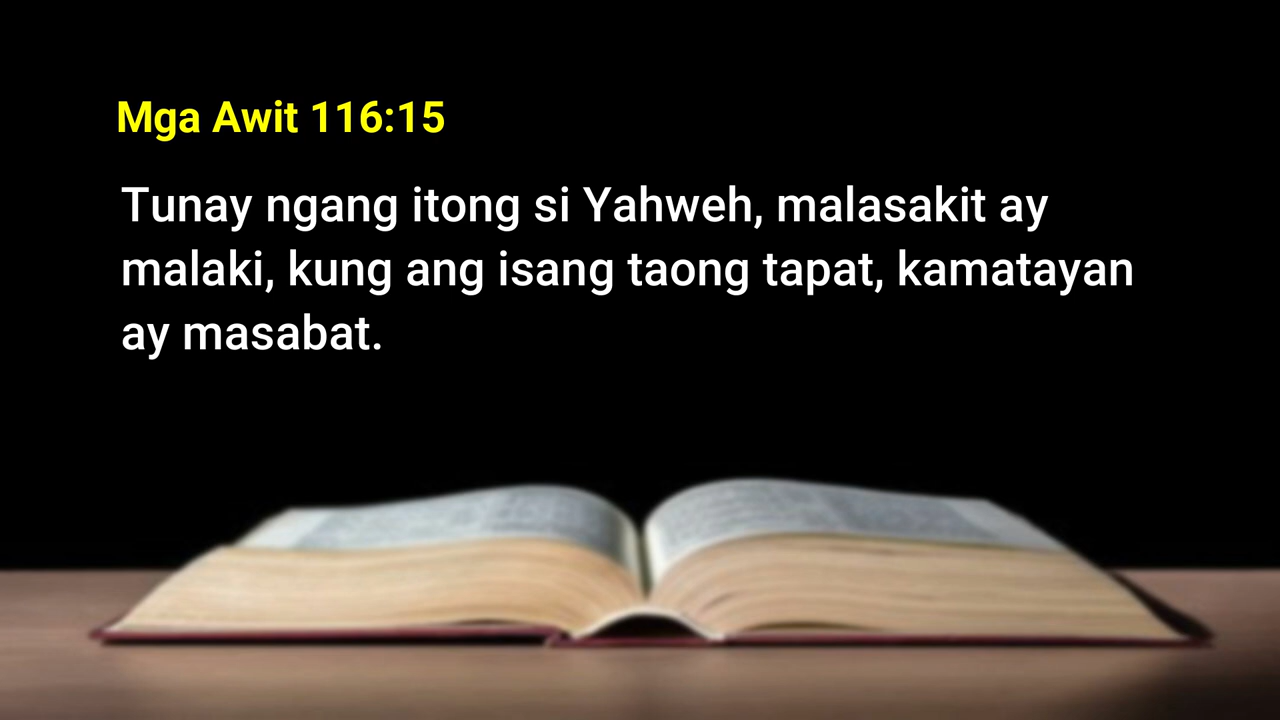 Mga Awit 116:15
Tunay ngang itong si Yahweh, malasakit ay
malaki, kung ang isang taong tapat, kamatayan
ay masabat.